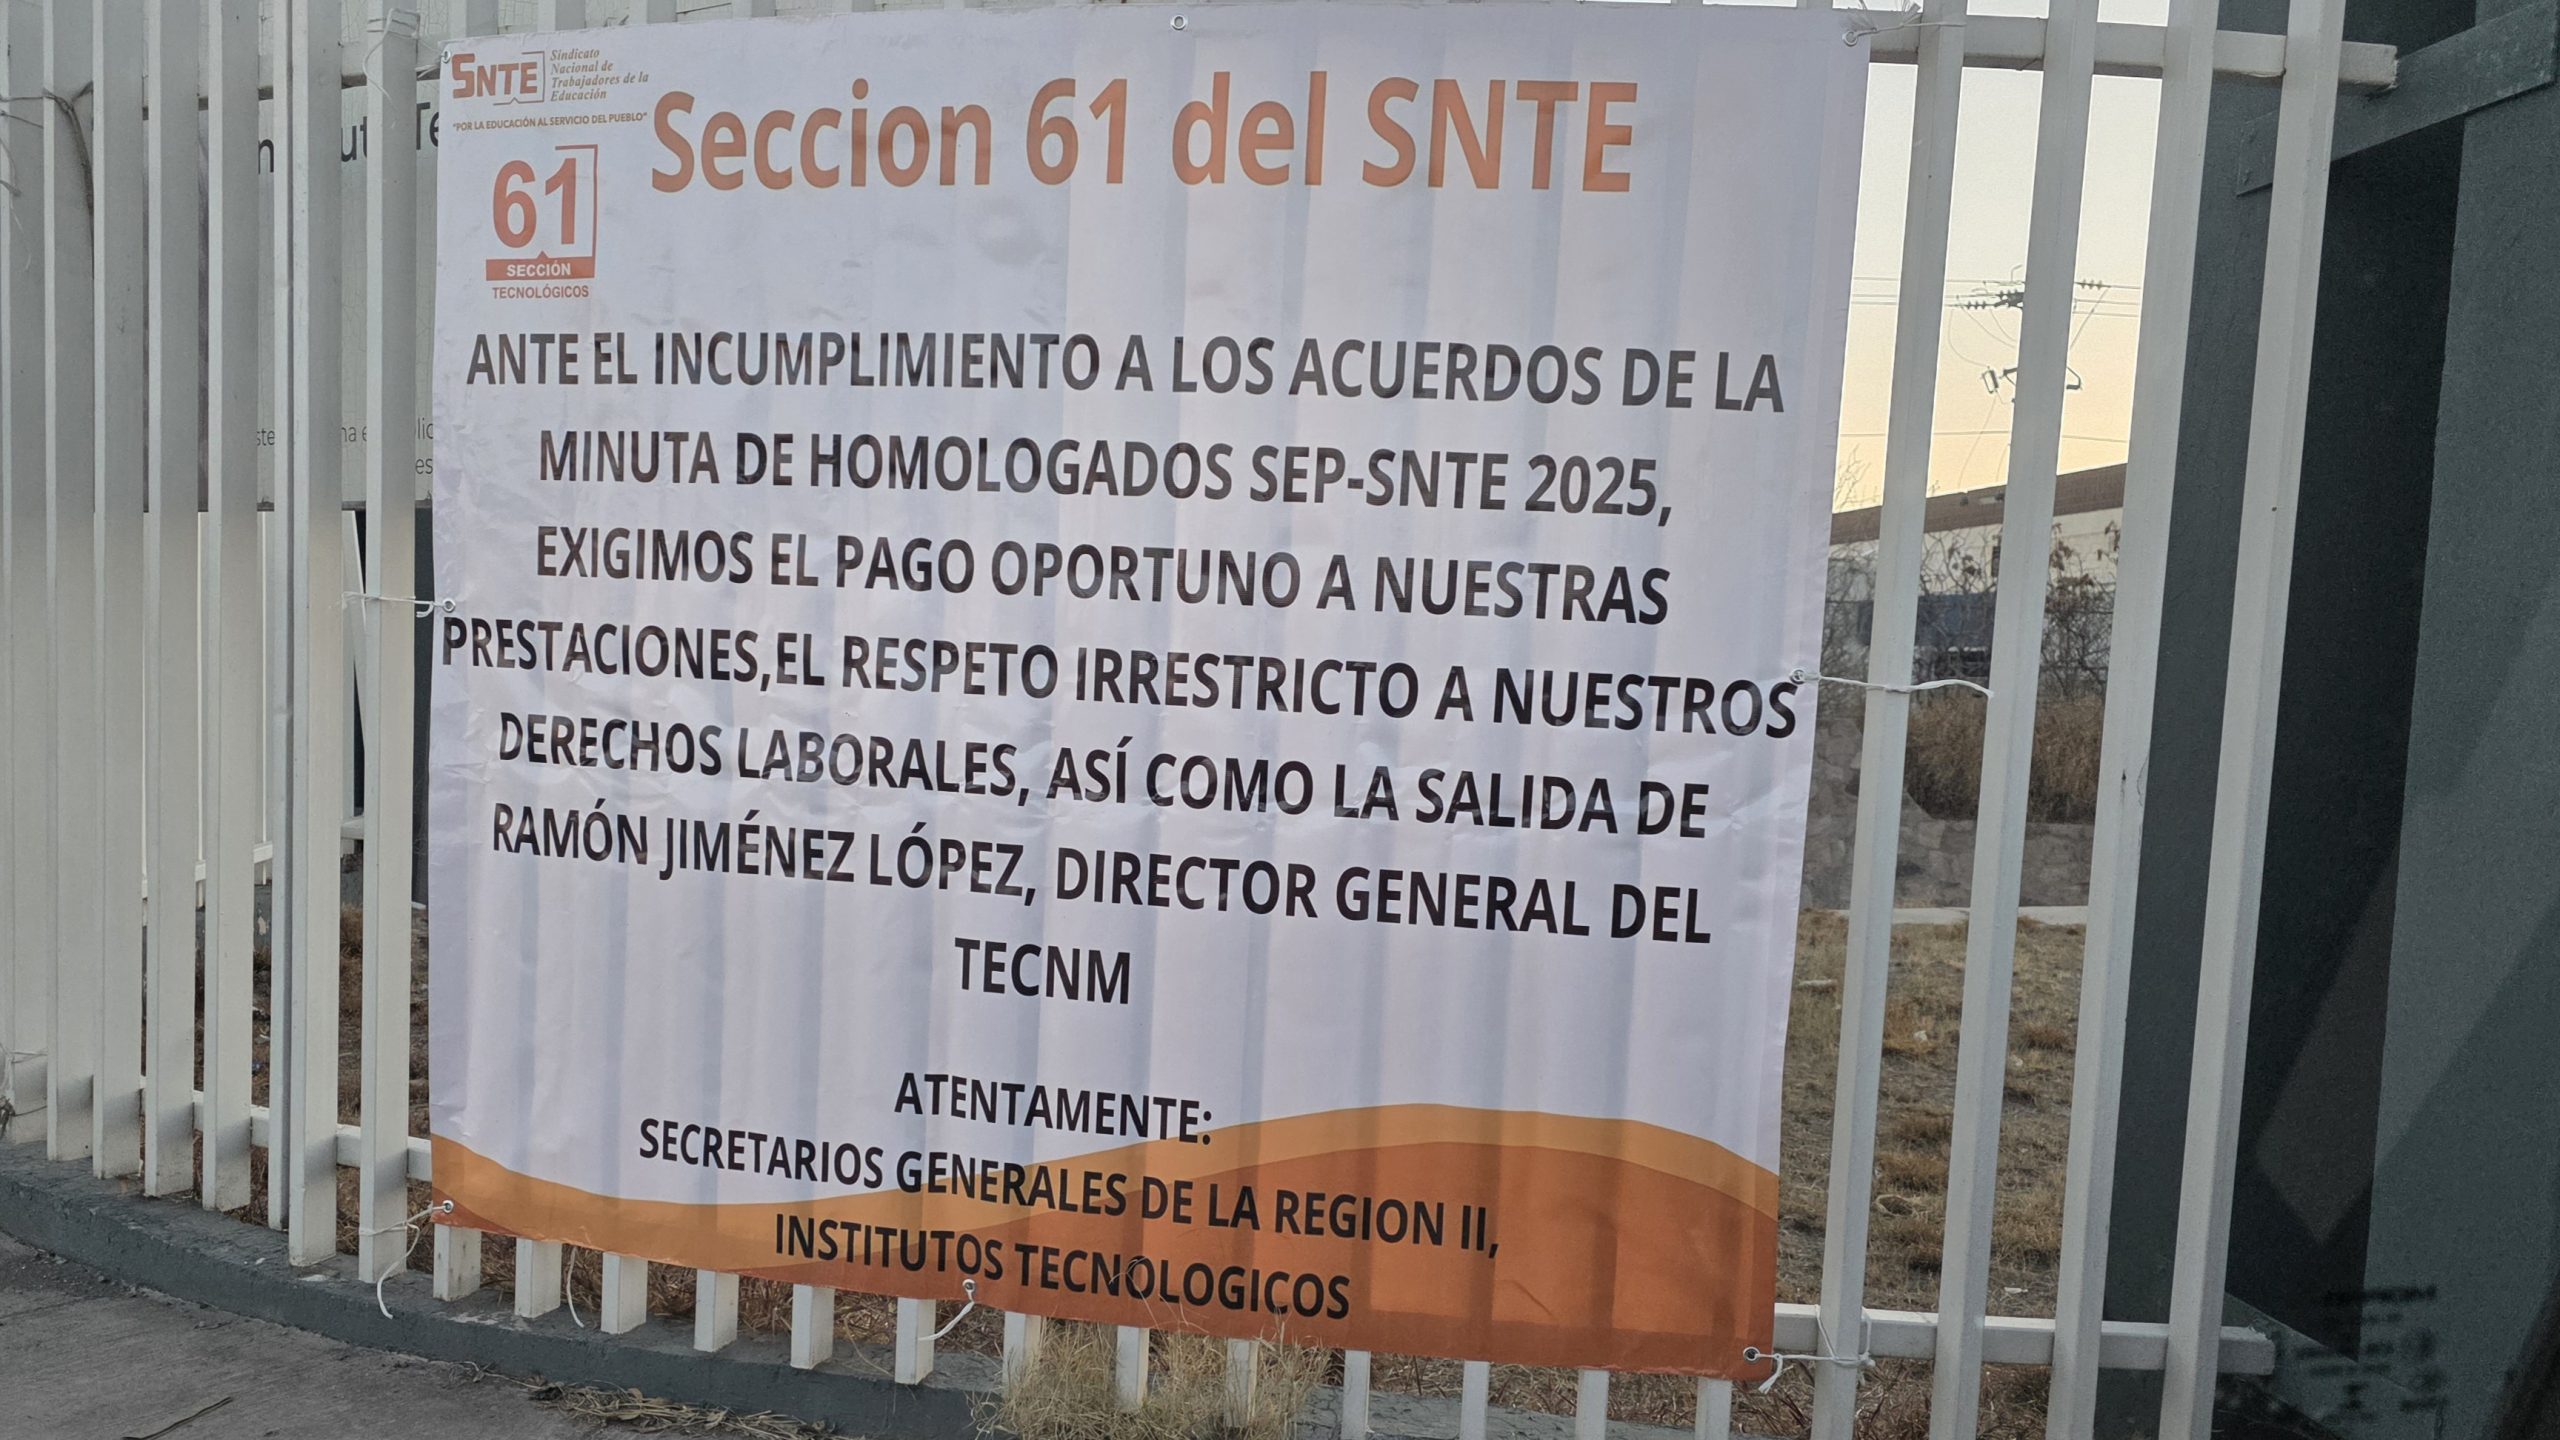 SNTE
Sindicato
Nacional de
Trabajadores de la
Educación
"POR LA EDUCACIÓN AL SERVICIO DEL PUEBLO"
61
SECCIÓN
TECNOLÓGICOS
Seccion 61 del SNTE
ANTE EL INCUMPLIMIENTO A LOS ACUERDOS DE LA
MINUTA DE HOMOLOGADOS SEP-SNTE 2025,
EXIGIMOS EL PAGO OPORTUNO A NUESTRAS
PRESTACIONES,EL RESPETO IRRESTRICTO A NUESTROS
DERECHOS LABORALES, ASÍ COMO LA SALIDA DE
RAMÓN JIMÉNEZ LÓPEZ, DIRECTOR GENERAL DEL
TECNM
ATENTAMENTE:
SECRETARIOS GENERALES DE LA REGION II,
INSTITUTOS TECNOLOGICOS